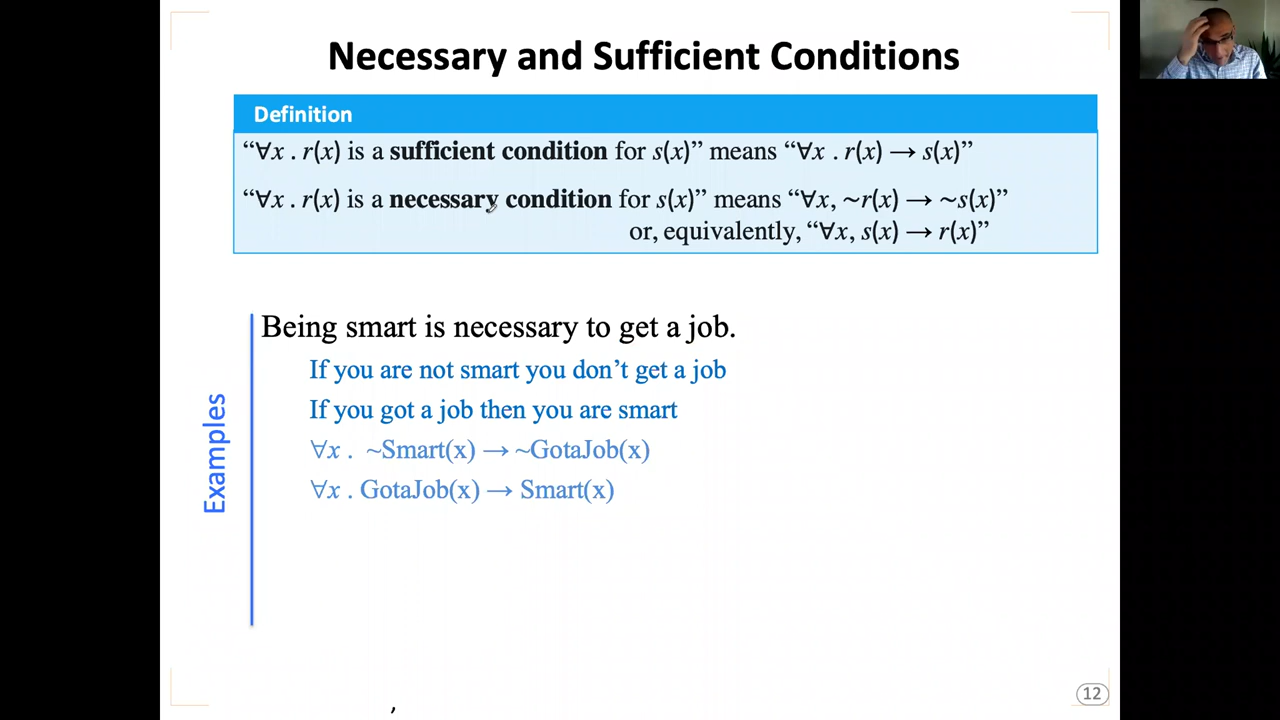 Necessary and Sufficient Conditions
Definition
“∀x . r(x) is a sufficient condition for s(x)” means “∀x . r(x) → s(x)”
“∀x . r(x) is a necessary condition for s(x)” means “∀x, ~r(x) → ~s(x)”
or, equivalently, “∀x, s(x) → r(x)”
Examples
Being smart is necessary to get a job.
If you are not smart you don’t get a job
If you got a job then you are smart
∀x . ~Smart(x) → ~GotaJob(x)
∀x . GotaJob(x) → Smart(x)
12
,